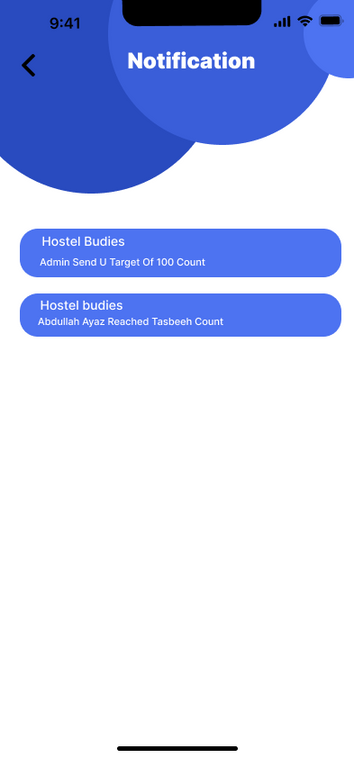 9:41
Notification
Hostel Budies
Admin Send U Target Of 100 Count
Hostel budies
Abdullah Ayaz Reached Tasbeeh Count